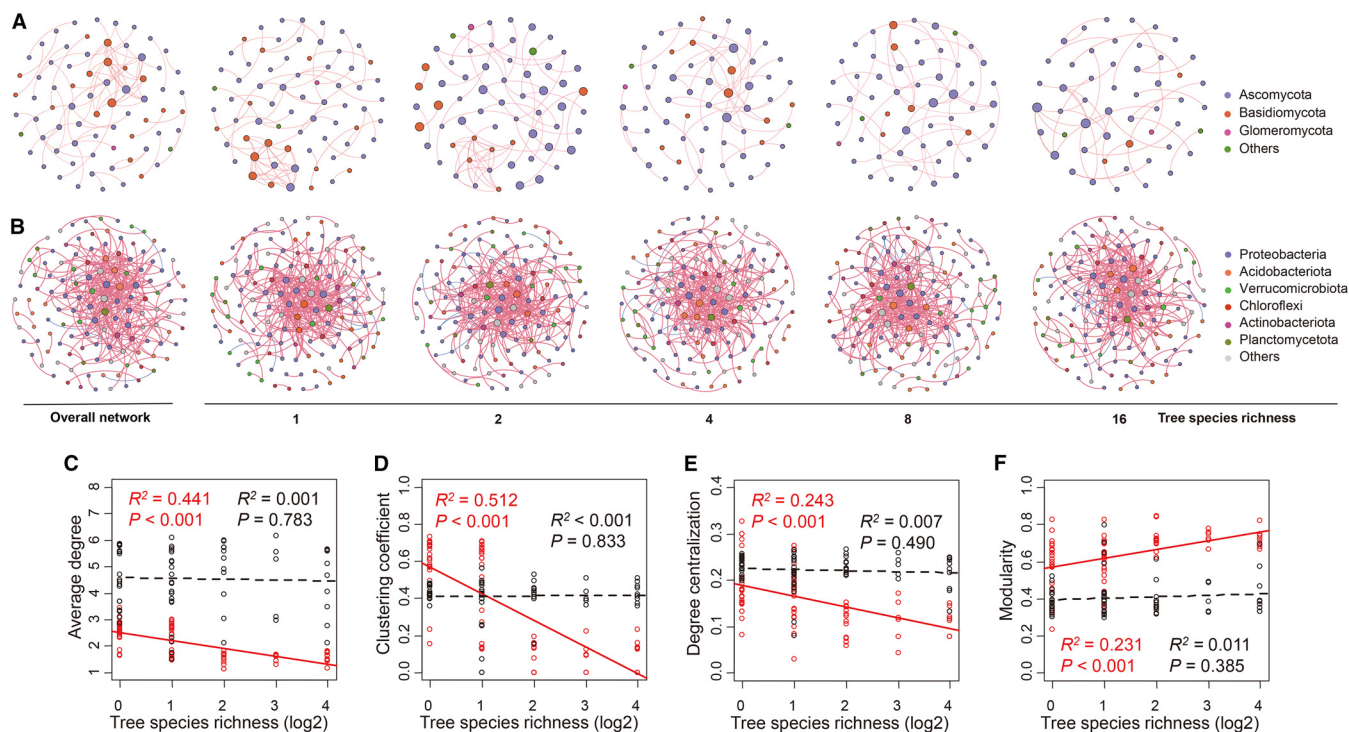 A
Ascomycota
Basidiomycota
Glomeromycota
Others
B
Proteobacteria
Acidobacteriota
Verrucomicrobiota
Chloroflexi
Actinobacteriota
Planctomycetota
Others
Overall network
1 2 4 8 16 Tree species richness
C
R² = 0.441 R² = 0.001
P < 0.001 P = 0.783
Average degree
8
7
6
5
4
3
2
1
0 1 2 3 4
Tree species richness (log2)
D
R² = 0.512 R² < 0.001
P < 0.001 P = 0.833
Clustering coefficient
1.0
0.8
0.6
0.4
0.2
0.0
0 1 2 3 4
Tree species richness (log2)
E
R² = 0.243 R² = 0.007
P < 0.001 P = 0.490
Degree centralization
0.4
0.3
0.2
0.1
0.0
0 1 2 3 4
Tree species richness (log2)
F
R² = 0.231 R² = 0.011
P < 0.001 P = 0.385
Modularity
1.0
0.8
0.6
0.4
0.2
0.0
0 1 2 3 4
Tree species richness (log2)